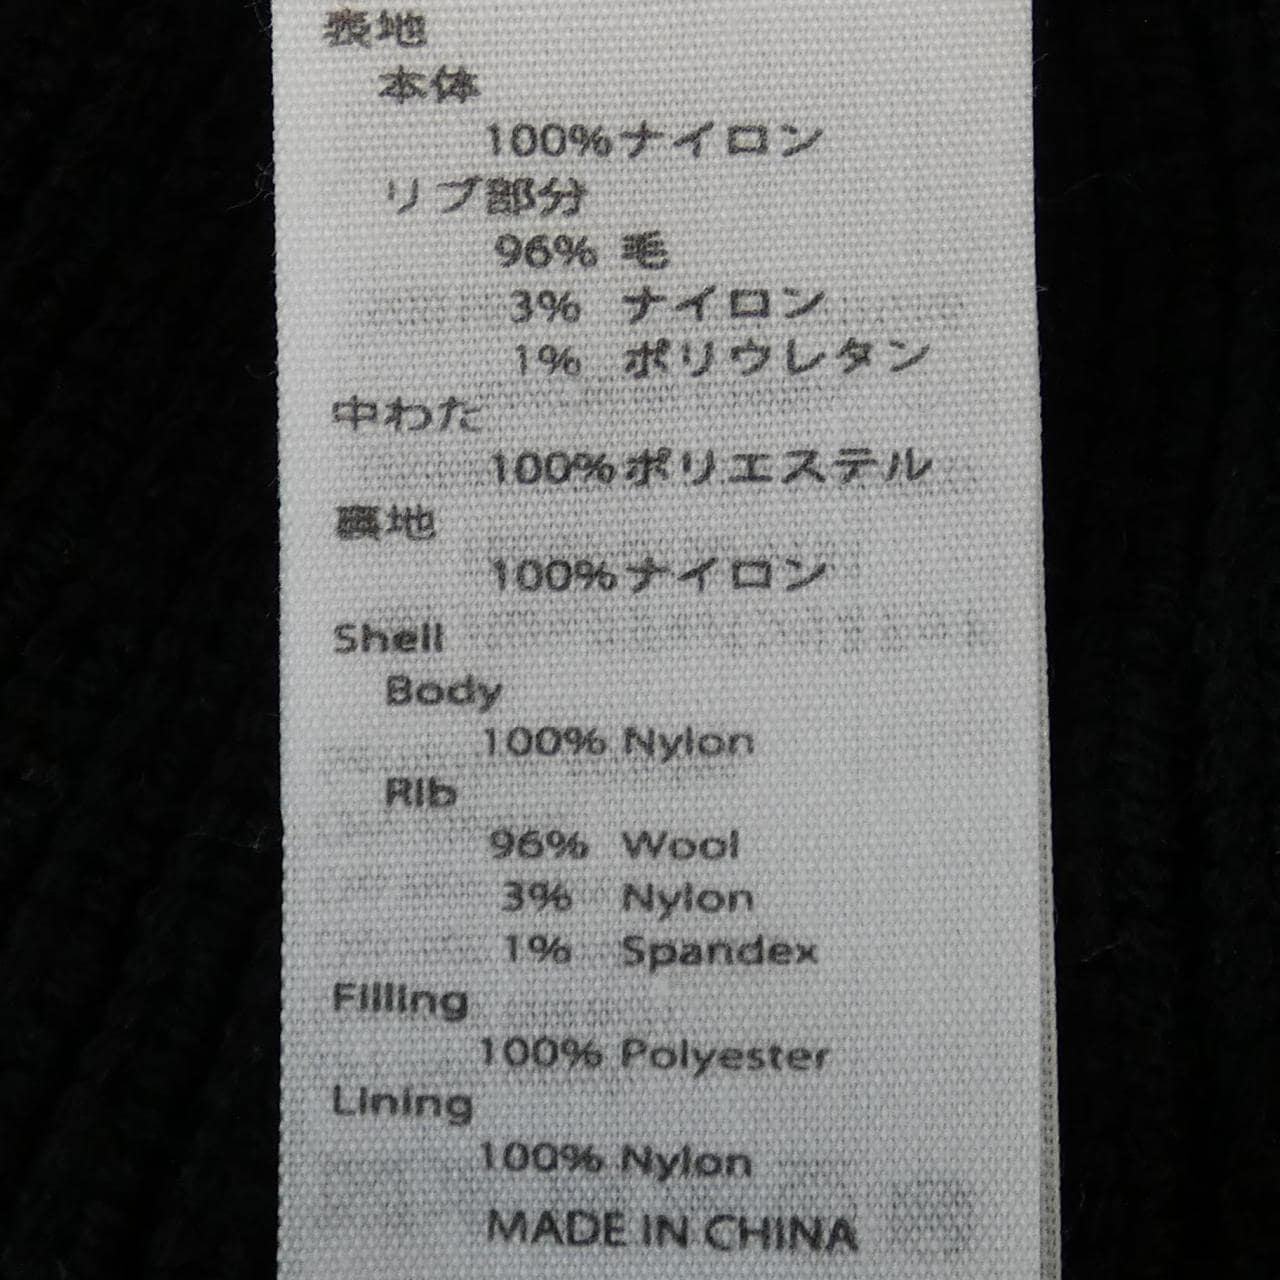 表地
本体
100%ナイロン
リブ部分
96% 毛
3% ナイロン
1% ポリウレタン
中わた
100%ポリエステル
裏地
100%ナイロン
Shell
Body
100% Nylon
Rib
96% Wool
3% Nylon
1% Spandex
Filling
100% Polyester
Lining
100% Nylon
MADE IN CHINA